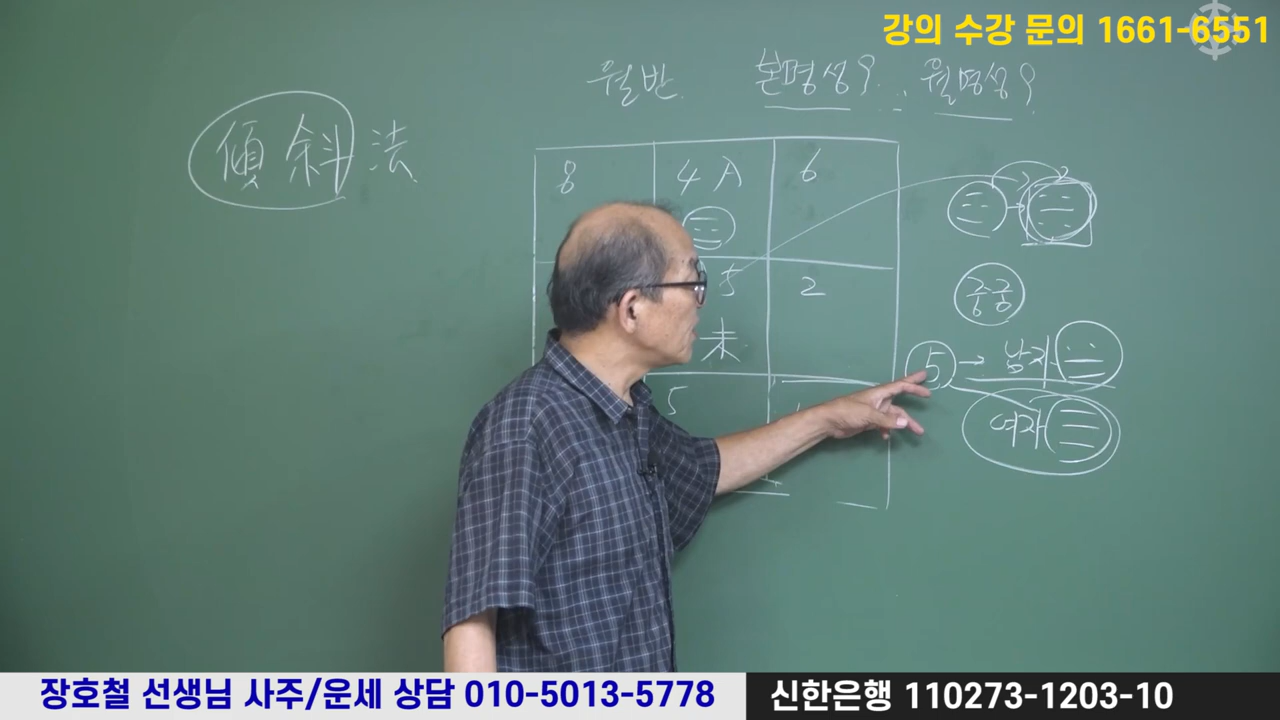 강의 수강 문의 1661-6551
월반 본명성? 월명성?
傾斜法
8 4 A 6
5 2
未
5
중궁
5 → 남자
여자
장호철 선생님 사주/운세 상담 010-5013-5778
신한은행 110273-1203-10